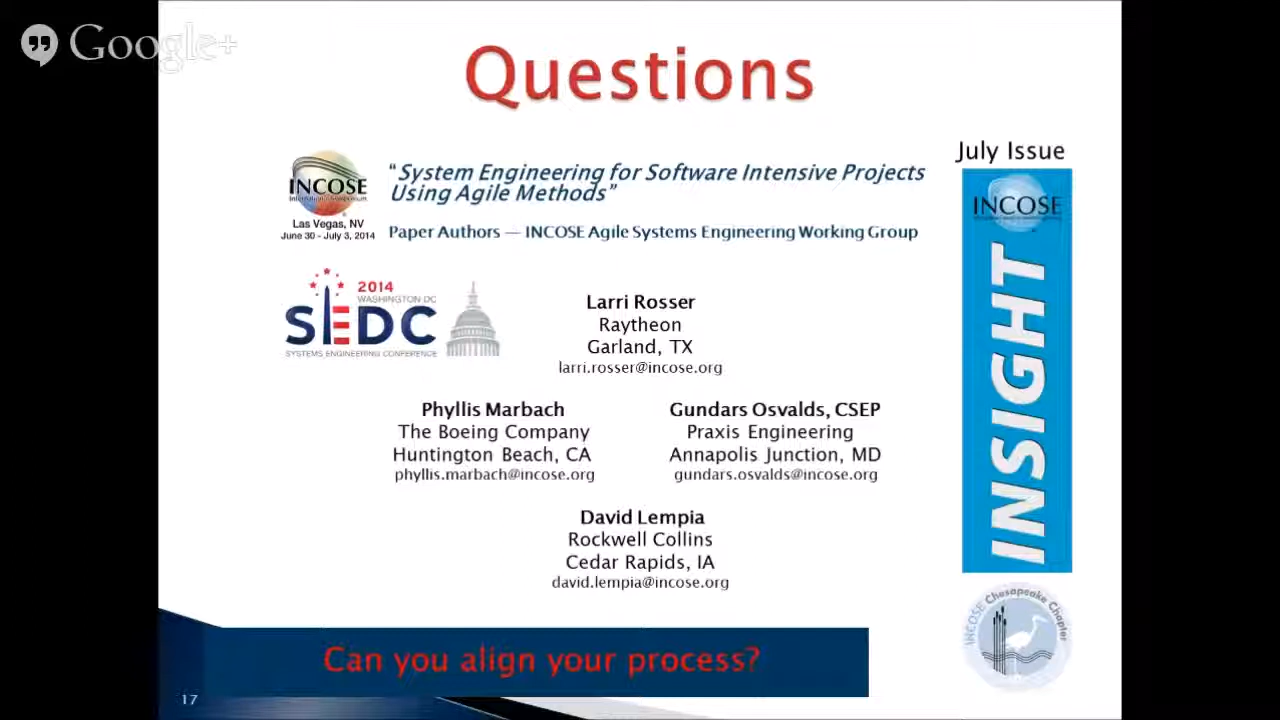 Google+
Questions
July Issue
INCOSE
International Symposium
Las Vegas, NV
June 30 - July 3, 2014
"System Engineering for Software Intensive Projects
Using Agile Methods"
Paper Authors — INCOSE Agile Systems Engineering Working Group
2014
WASHINGTON DC
SEDC
SYSTEMS ENGINEERING CONFERENCE
Larri Rosser
Raytheon
Garland, TX
larri.rosser@incose.org
Phyllis Marbach
The Boeing Company
Huntington Beach, CA
phyllis.marbach@incose.org
Gundars Osvalds, CSEP
Praxis Engineering
Annapolis Junction, MD
gundars.osvalds@incose.org
David Lempia
Rockwell Collins
Cedar Rapids, IA
david.lempia@incose.org
INCOSE
INSIGHT
INCOSE Chesapeake Chapter
Can you align your process?
17